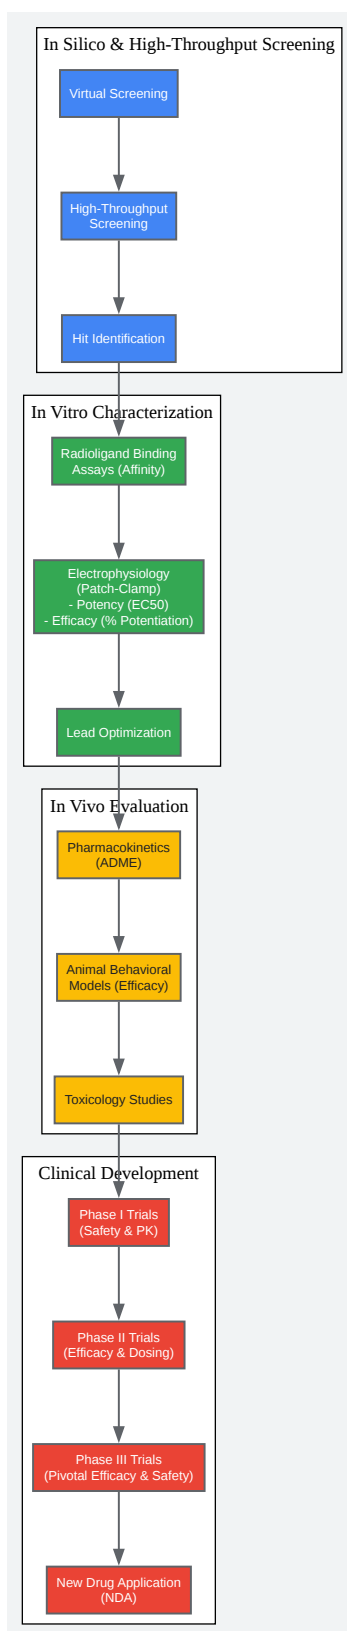 In Silico & High-Throughput Screening
Virtual Screening
High-Throughput
Screening
Hit Identification
In Vitro Characterization
Radioligand Binding
Assays (Affinity)
Electrophysiology
(Patch-Clamp)
- Potency (EC50)
- Efficacy (% Potentiation)
Lead Optimization
In Vivo Evaluation
Pharmacokinetics
(ADME)
Animal Behavioral
Models (Efficacy)
Toxicology Studies
Clinical Development
Phase I Trials
(Safety & PK)
Phase II Trials
(Efficacy & Dosing)
Phase III Trials
(Pivotal Efficacy & Safety)
New Drug Application
(NDA)